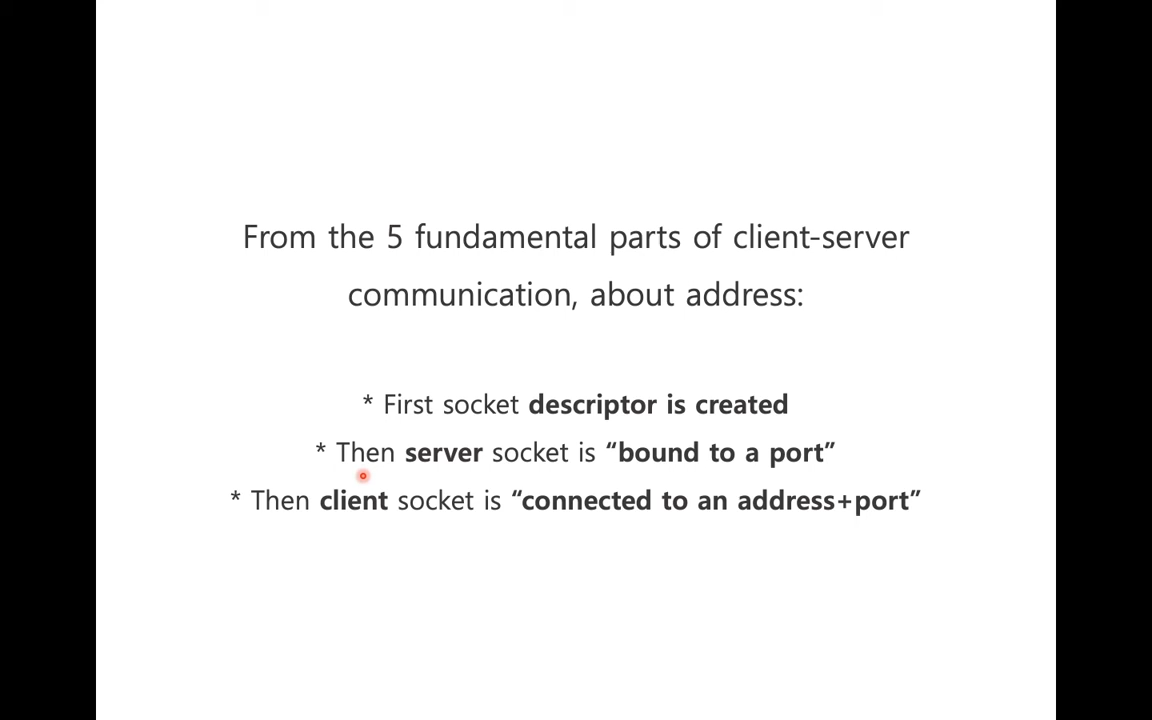 From the 5 fundamental parts of client-server
communication, about address:
* First socket descriptor is created
* Then server socket is “bound to a port”
* Then client socket is “connected to an address+port”